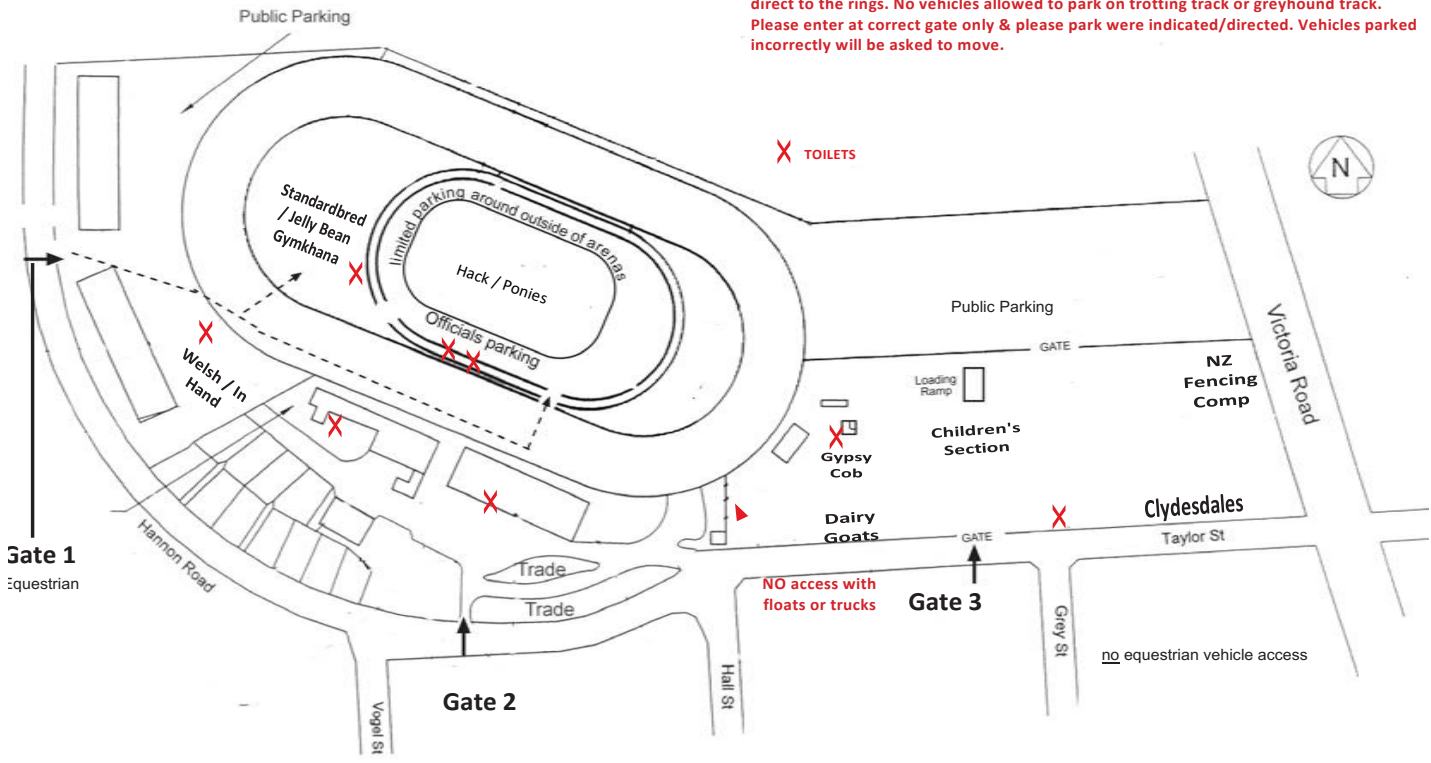 direct to the rings. No vehicles allowed to park on trotting track or greyhound track.
Please enter at correct gate only & please park were indicated/directed. Vehicles parked
incorrectly will be asked to move.
Public Parking
X TOILETS
N
Standardbred
/ Jelly Bean
Gymkhana
limited parking around outside of arenas
Hack / Ponies
Officials parking
Welsh / In
Hand
Public Parking
GATE
Victoria Road
NZ
Fencing
Comp
Loading
Ramp
Children's
Section
Gypsy
Cob
Dairy
Goats
Clydesdales
GATE
Taylor St
Gate 1
Equestrian
Hannon Road
Trade
Trade
NO access with
floats or trucks
Gate 3
Grey St
no equestrian vehicle access
Hall St
Gate 2
Vogel St